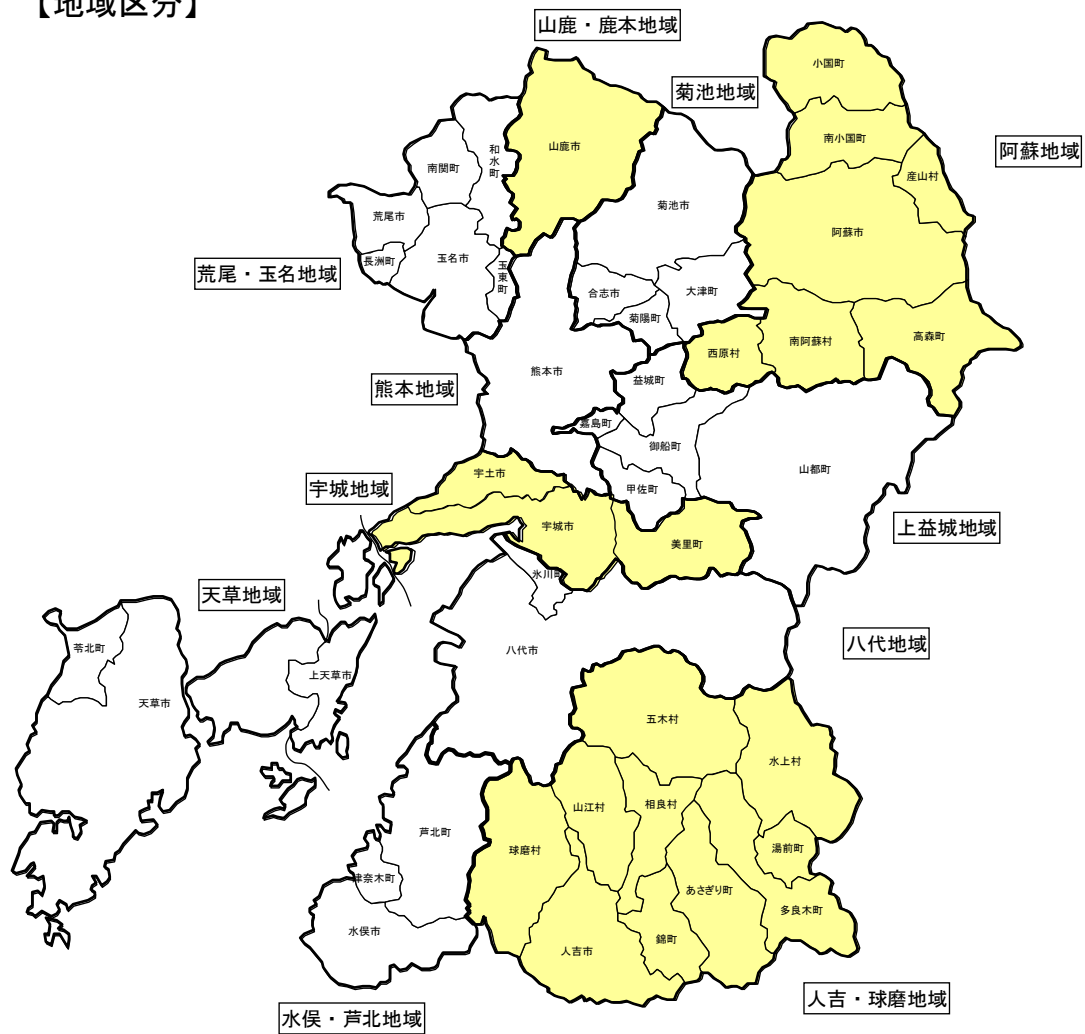 【地域区分】
山鹿・鹿本地域
小国町
菊池地域
南小国町
阿蘇地域
和水町
山鹿市
南関町
産山村
菊池市
荒尾市
阿蘇市
長洲町
玉名市
玉東町
荒尾・玉名地域
合志市
大津町
菊陽町
高森町
南阿蘇村
西原村
熊本市
益城町
熊本地域
嘉島町
御船町
山都町
宇土市
甲佐町
宇城地域
宇城市
上益城地域
美里町
氷川町
天草地域
八代地域
苓北町
八代市
上天草市
天草市
五木村
水上村
山江村
相良村
芦北町
湯前町
球磨村
津奈木町
あさぎり町
多良木町
水俣市
錦町
人吉市
人吉・球磨地域
水俣・芦北地域